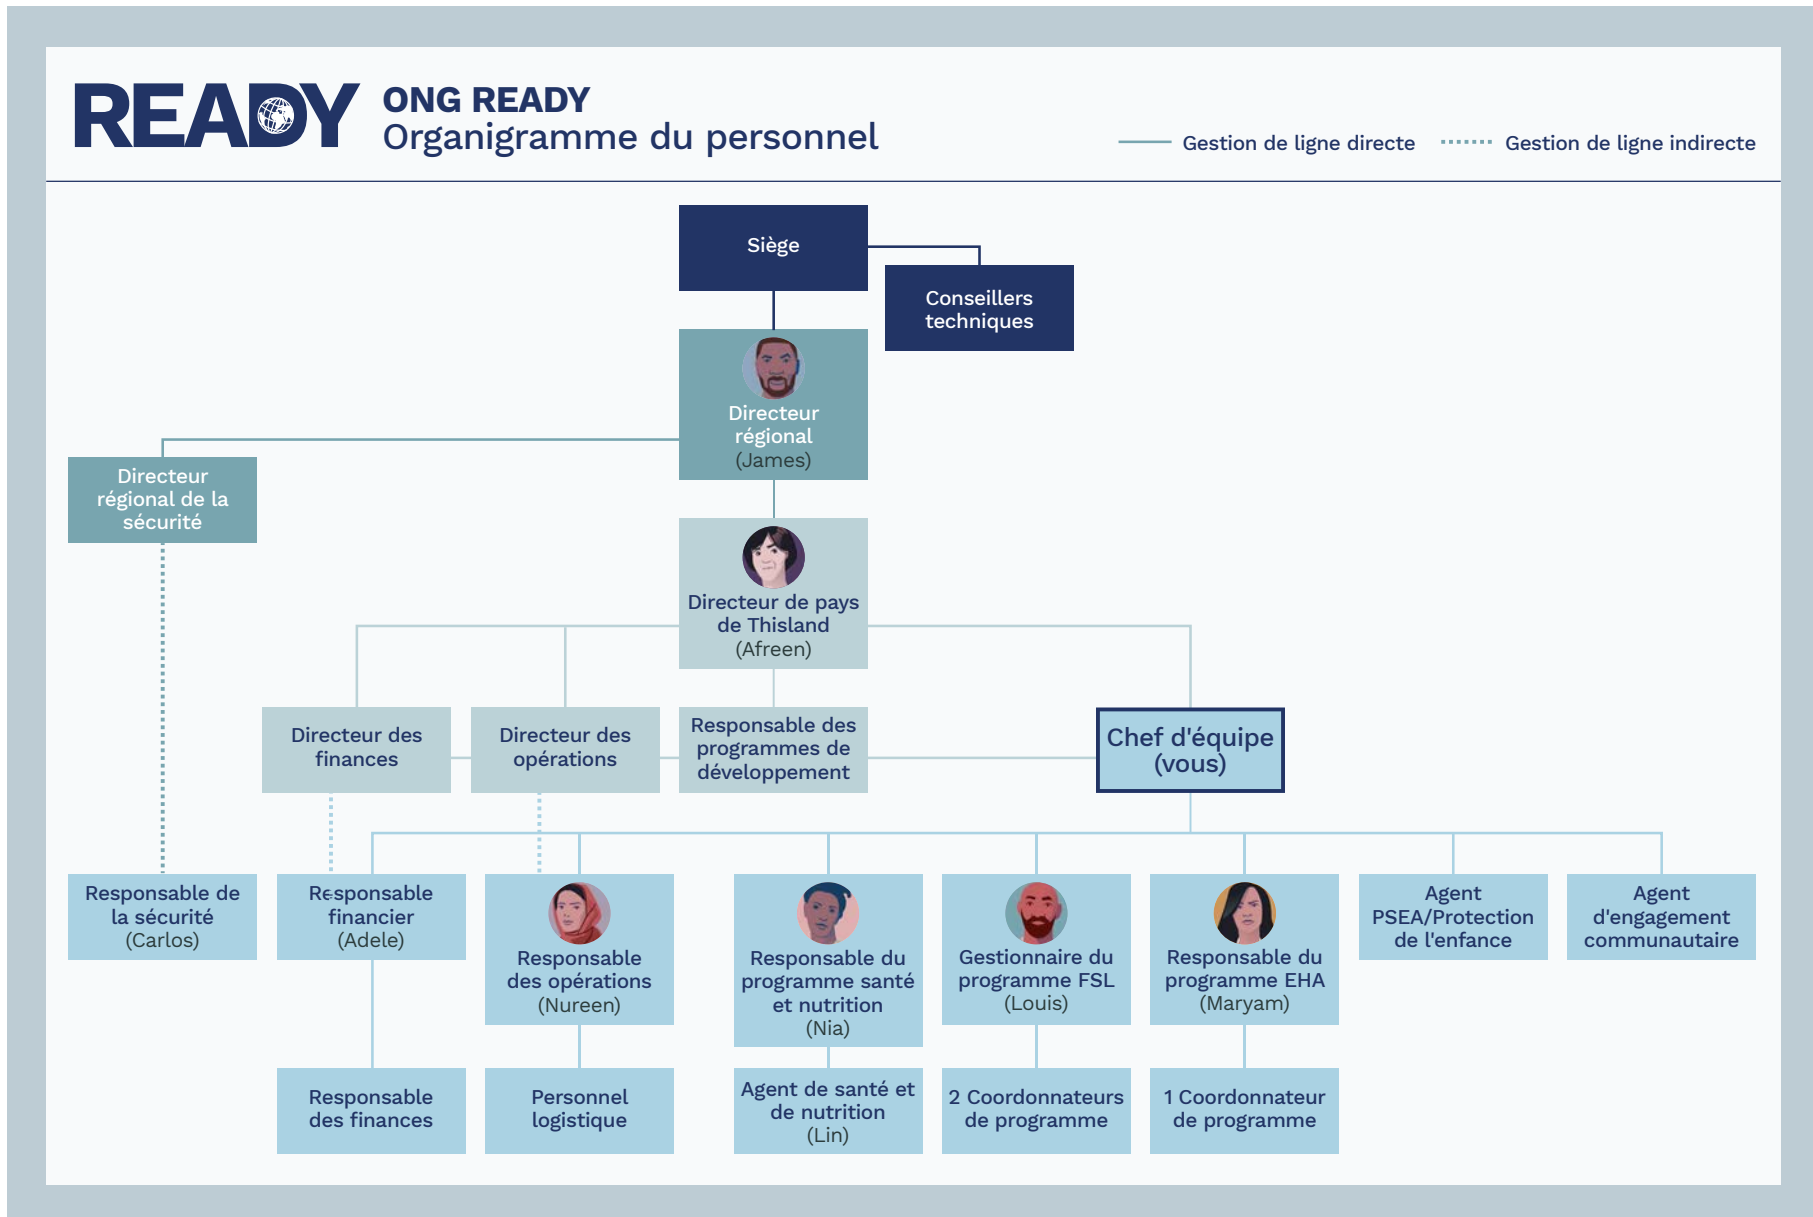 READY
ONG READY
Organigramme du personnel
Gestion de ligne directe
Gestion de ligne indirecte
Siège
Conseillers
techniques
Directeur
régional
(James)
Directeur
régional de la
sécurité
Directeur de pays
de Thisland
(Afreen)
Directeur des
finances
Directeur des
opérations
Responsable des
programmes de
développement
Chef d'équipe
(vous)
Responsable de
la sécurité
(Carlos)
Responsable
financier
(Adele)
Responsable
des opérations
(Nureen)
Responsable du
programme santé
et nutrition
(Nia)
Gestionnaire du
programme FSL
(Louis)
Responsable du
programme EHA
(Maryam)
Agent
PSEA/Protection
de l'enfance
Agent
d'engagement
communautaire
Responsable
des finances
Personnel
logistique
Agent de santé et
de nutrition
(Lin)
2 Coordonnateurs
de programme
1 Coordonnateur
de programme